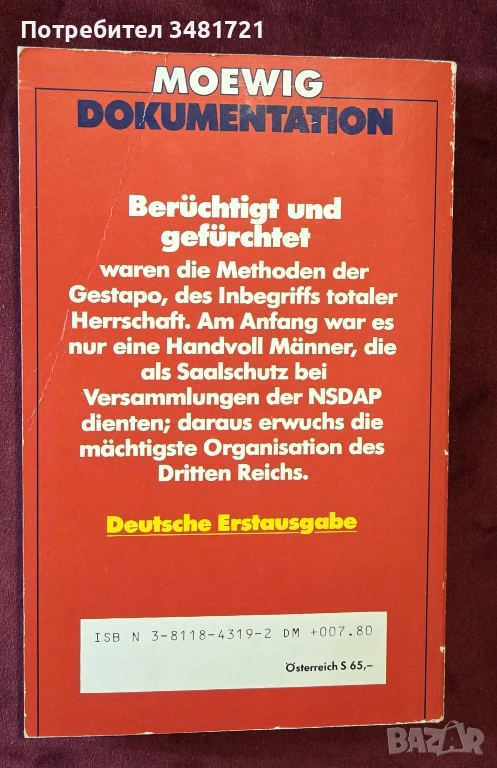 Потребител 3481721
MOEWIG
DOKUMENTATION
Berüchtigt und
gefürchtet
waren die Methoden der
Gestapo, des Inbegriffs totaler
Herrschaft. Am Anfang war es
nur eine Handvoll Männer, die
als Saalschutz bei
Versammlungen der NSDAP
dienten; daraus erwuchs die
mächtigste Organisation des
Dritten Reichs.
Deutsche Erstausgabe
ISB N 3-8118-4319-2 DM +007.80
Österreich S 65,–
BAZAR